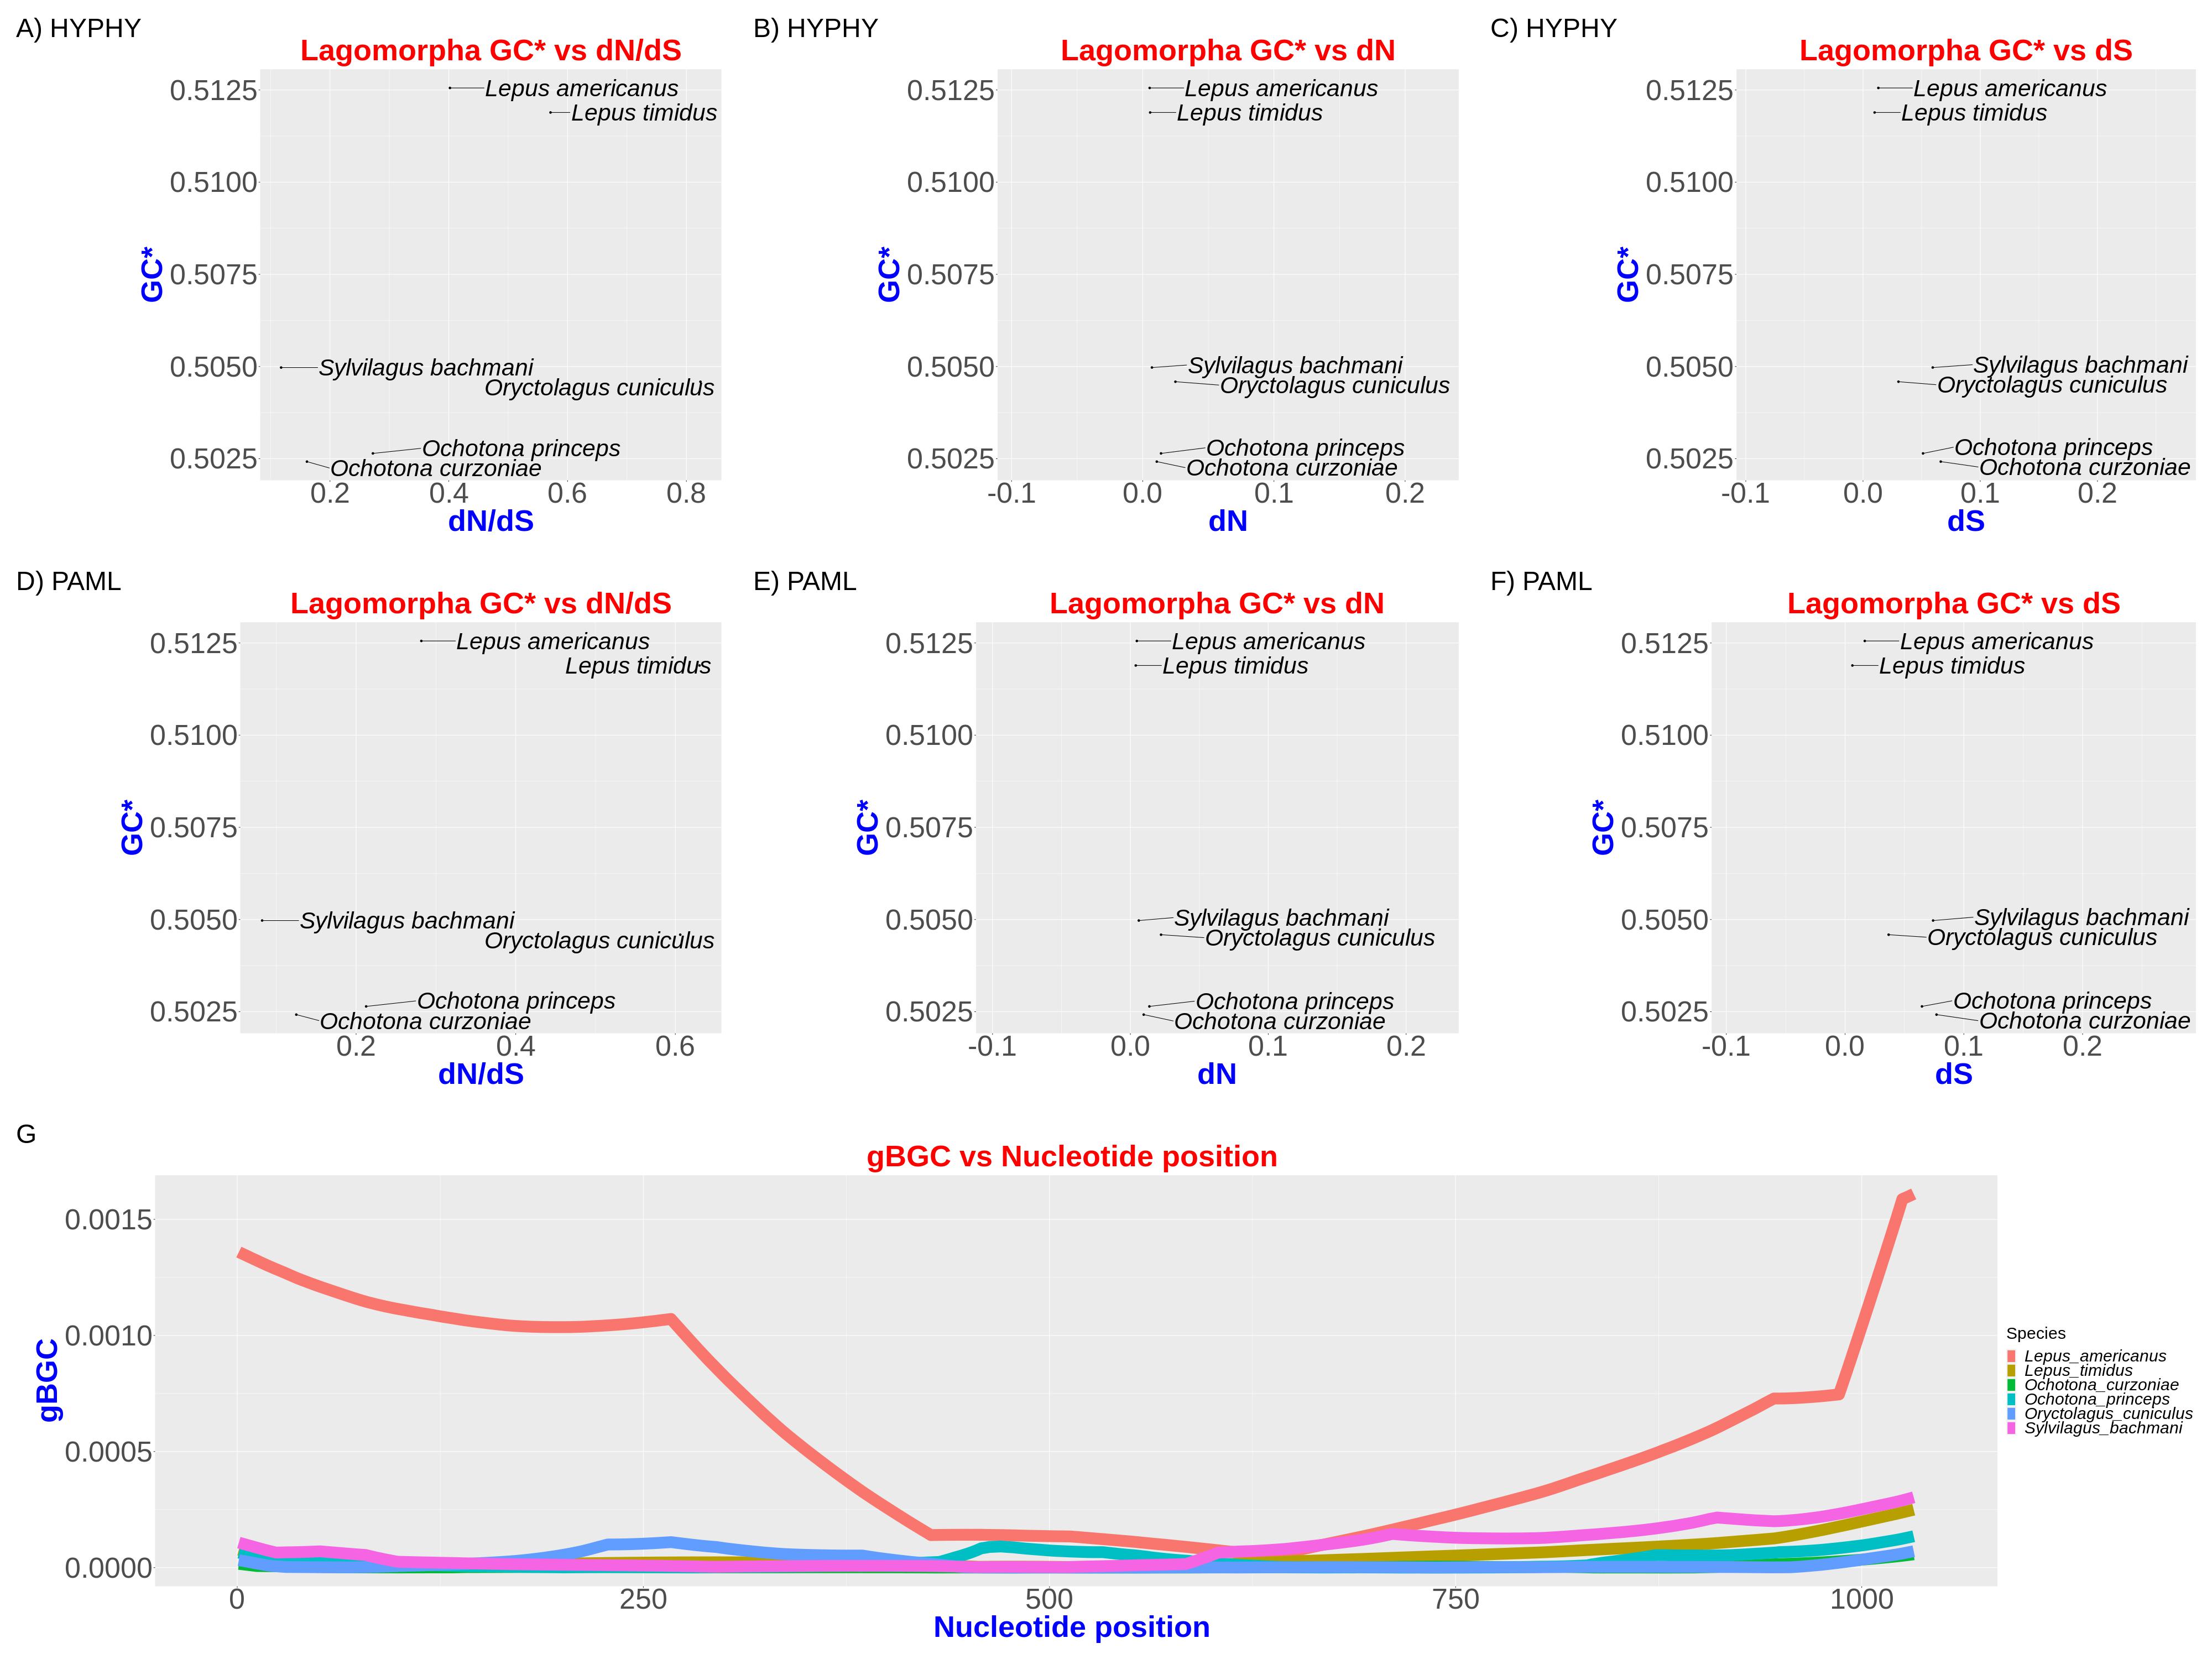 A) HYPHY
Lagomorpha GC* vs dN/dS
GC*
0.5125
0.5100
0.5075
0.5050
0.5025
Lepus americanus
Lepus timidus
Sylvilagus bachmani
Oryctolagus cuniculus
Ochotona princeps
Ochotona curzoniae
0.2 0.4 0.6 0.8
dN/dS
B) HYPHY
Lagomorpha GC* vs dN
GC*
0.5125
0.5100
0.5075
0.5050
0.5025
Lepus americanus
Lepus timidus
Sylvilagus bachmani
Oryctolagus cuniculus
Ochotona princeps
Ochotona curzoniae
-0.1 0.0 0.1 0.2
dN
C) HYPHY
Lagomorpha GC* vs dS
GC*
0.5125
0.5100
0.5075
0.5050
0.5025
Lepus americanus
Lepus timidus
Sylvilagus bachmani
Oryctolagus cuniculus
Ochotona princeps
Ochotona curzoniae
-0.1 0.0 0.1 0.2
dS
D) PAML
Lagomorpha GC* vs dN/dS
GC*
0.5125
0.5100
0.5075
0.5050
0.5025
Lepus americanus
Lepus timidus
Sylvilagus bachmani
Oryctolagus cuniculus
Ochotona princeps
Ochotona curzoniae
0.2 0.4 0.6
dN/dS
E) PAML
Lagomorpha GC* vs dN
GC*
0.5125
0.5100
0.5075
0.5050
0.5025
Lepus americanus
Lepus timidus
Sylvilagus bachmani
Oryctolagus cuniculus
Ochotona princeps
Ochotona curzoniae
-0.1 0.0 0.1 0.2
dN
F) PAML
Lagomorpha GC* vs dS
GC*
0.5125
0.5100
0.5075
0.5050
0.5025
Lepus americanus
Lepus timidus
Sylvilagus bachmani
Oryctolagus cuniculus
Ochotona princeps
Ochotona curzoniae
-0.1 0.0 0.1 0.2
dS
G
gBGC vs Nucleotide position
gBGC
0.0015
0.0010
0.0005
0.0000
0 250 500 750 1000
Nucleotide position
Species
Lepus_americanus
Lepus_timidus
Ochotona_curzoniae
Ochotona_princeps
Oryctolagus_cuniculus
Sylvilagus_bachmani